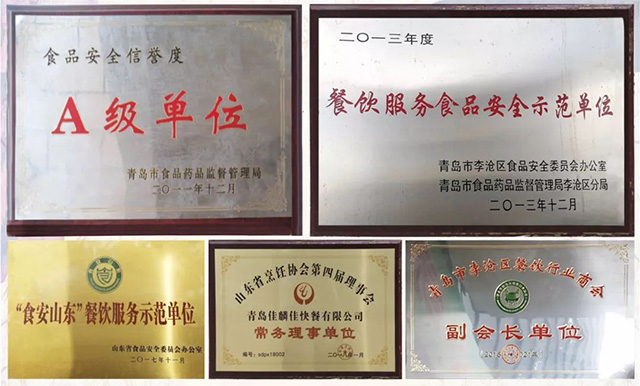 食品安全信誉度
A级单位
青岛市食品药品监督管理局
二〇一一年十二月
二〇一三年度
餐饮服务食品安全示范单位
青岛市李沧区食品安全委员会办公室
青岛市食品药品监督管理局李沧区分局
二〇一三年十二月
“食安山东”餐饮服务示范单位
山东省食品安全委员会办公室
二〇一七年十一月
山东省烹饪协会第四届理事会
青岛佳麟佳快餐有限公司
常务理事单位
编号：sdpx18002
青岛市李沧区餐饮行业商会
副会长单位